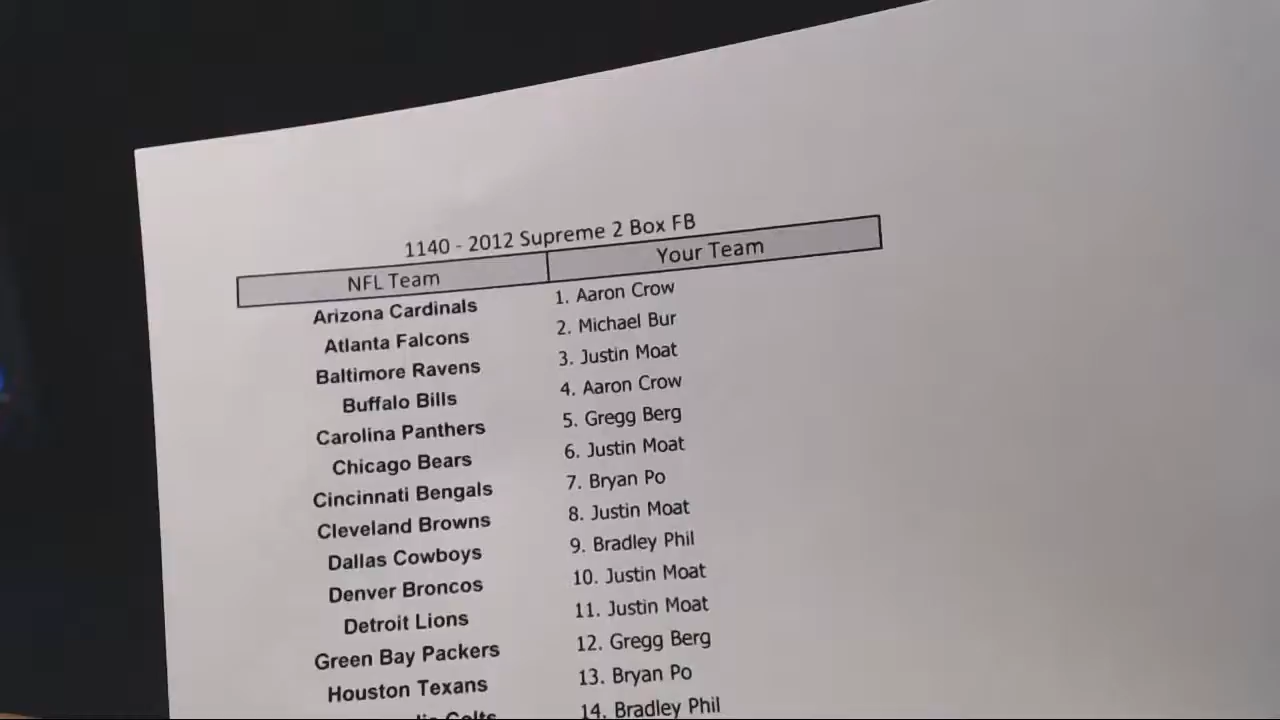 1140 - 2012 Supreme 2 Box FB
NFL Team Your Team
Arizona Cardinals 1. Aaron Crow
Atlanta Falcons 2. Michael Bur
Baltimore Ravens 3. Justin Moat
Buffalo Bills 4. Aaron Crow
Carolina Panthers 5. Gregg Berg
Chicago Bears 6. Justin Moat
Cincinnati Bengals 7. Bryan Po
Cleveland Browns 8. Justin Moat
Dallas Cowboys 9. Bradley Phil
Denver Broncos 10. Justin Moat
Detroit Lions 11. Justin Moat
Green Bay Packers 12. Gregg Berg
Houston Texans 13. Bryan Po
Colts 14. Bradley Phil